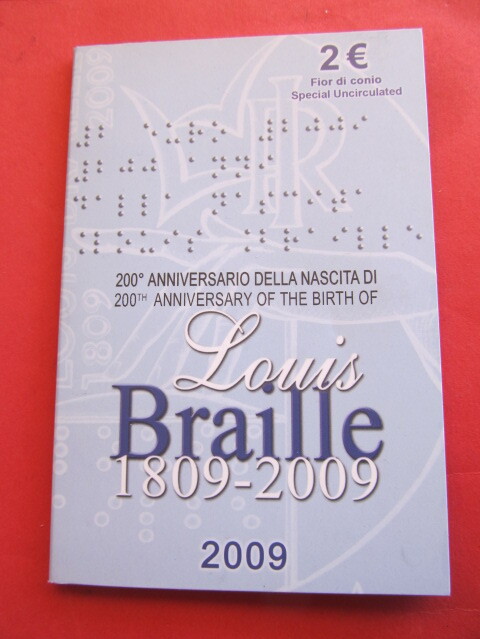 2 €
Fior di conio
Special Uncirculated
200° ANNIVERSARIO DELLA NASCITA DI
200TH ANNIVERSARY OF THE BIRTH OF
Louis
Braille
1809-2009
2009